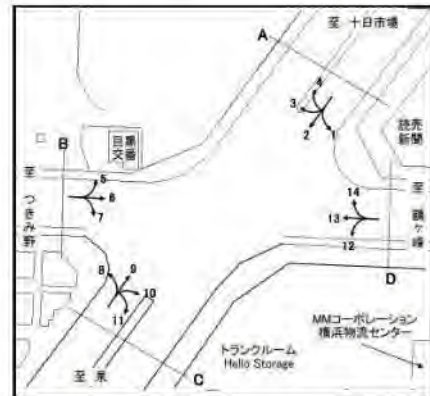 至 十日市場
A
4
3
2
1
読売
新聞
目黒
交番
B
至
つきみ野
5
6
7
14
13
12
至
鶴ヶ峰
D
8
9
10
11
MMコーポレーション
横浜物流センター
トランクルーム
Hello Storage
C